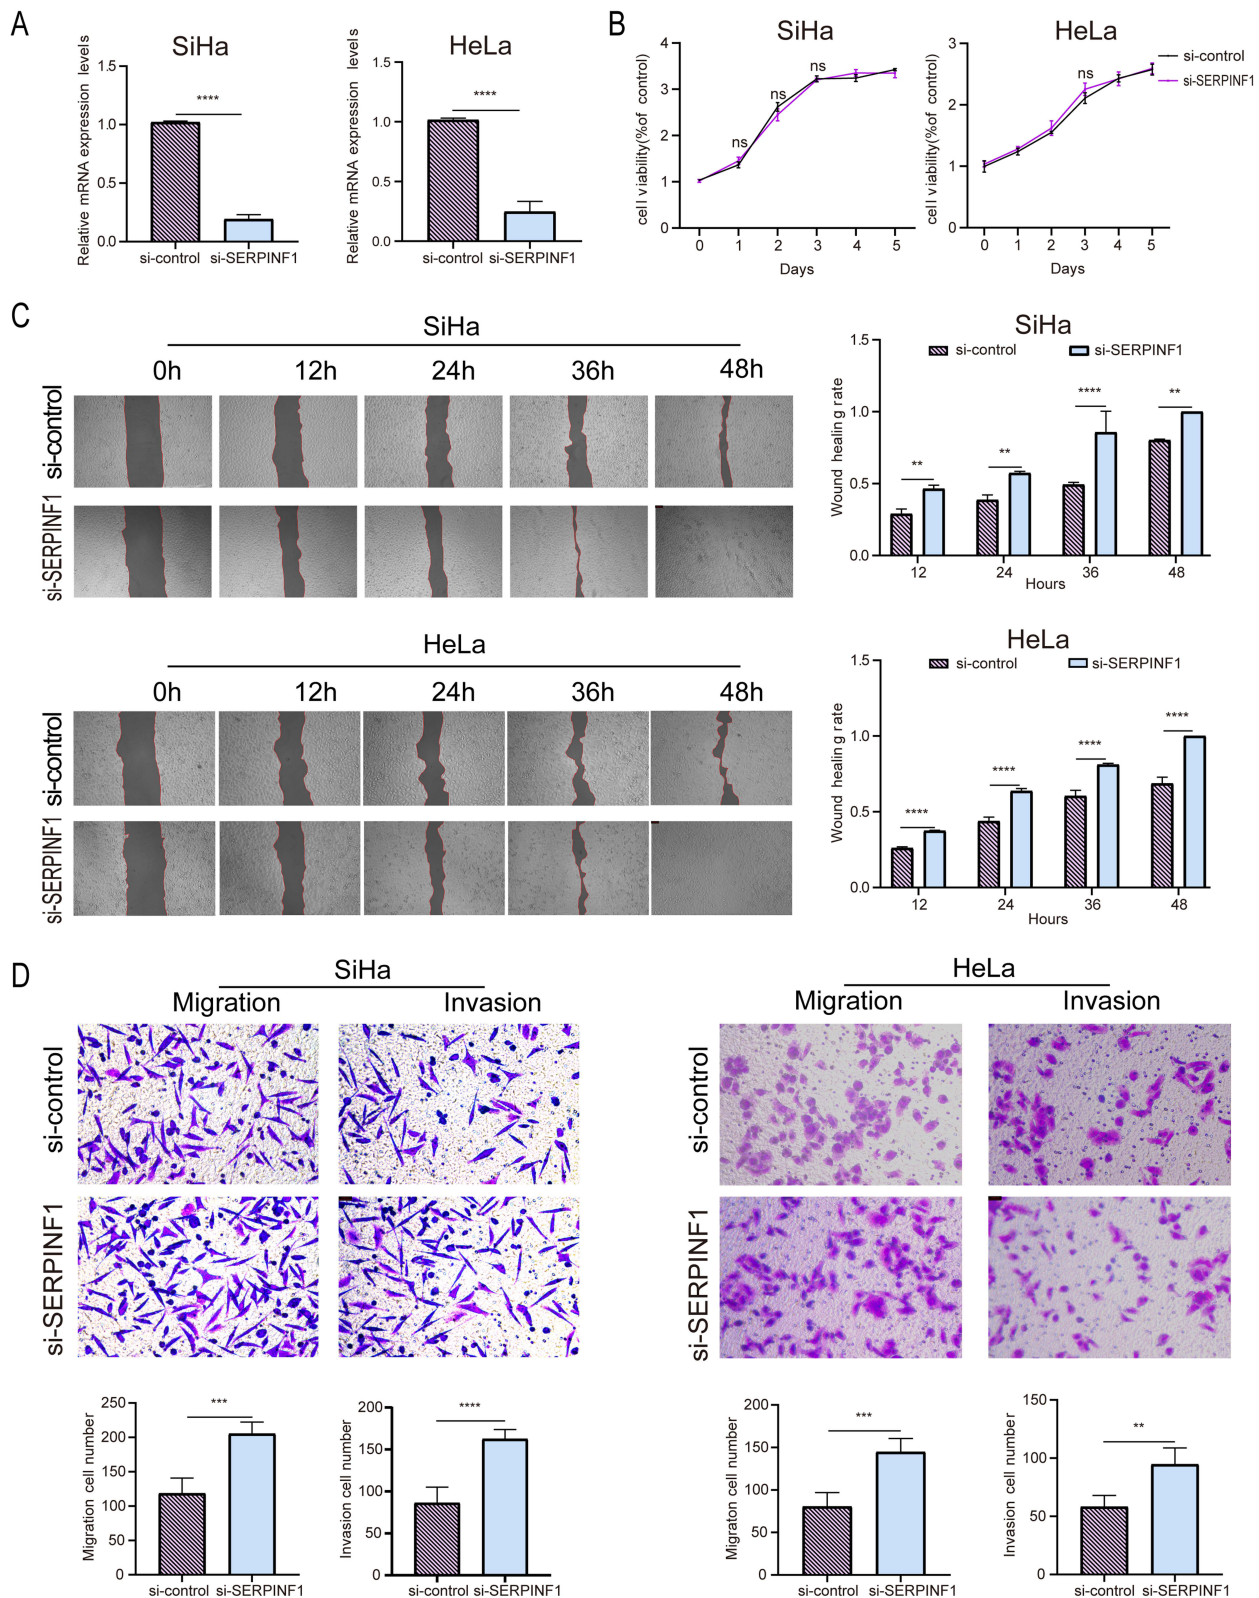 A
SiHa
Relative mRNA expression levels
1.5
1.0
0.5
0.0
****
si-control si-SERPINF1
HeLa
Relative mRNA expression levels
1.5
1.0
0.5
0.0
****
si-control si-SERPINF1
B
SiHa
cell viability(%of control)
4
3
2
1
0
ns
ns
ns
0 1 2 3 4 5
Days
HeLa
cell viability(%of control)
3
2
1
0
ns
0 1 2 3 4 5
Days
si-control
si-SERPINF1
C
SiHa
0h 12h 24h 36h 48h
si-control
si-SERPINF1
SiHa
si-control si-SERPINF1
Wound healing rate
1.5
1.0
0.5
0.0
** ** **** **
12 24 36 48
Hours
HeLa
0h 12h 24h 36h 48h
si-control
si-SERPINF1
HeLa
si-control si-SERPINF1
Wound healing rate
1.5
1.0
0.5
0.0
**** **** **** ****
12 24 36 48
Hours
D
SiHa
Migration Invasion
si-control
si-SERPINF1
HeLa
Migration Invasion
si-control
si-SERPINF1
Migration cell number
250
200
150
100
50
0
***
si-control si-SERPINF1
Invasion cell number
200
150
100
50
0
****
si-control si-SERPINF1
Migraton cell number
200
150
100
50
0
***
si-control si-SERPINF1
Invasion cell number
150
100
50
0
**
si-control si-SERPINF1